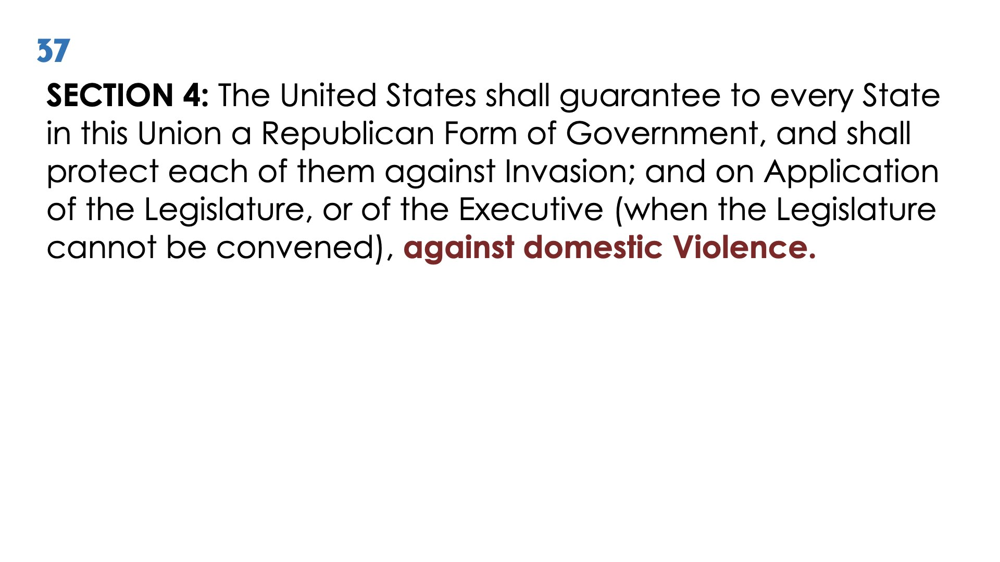 37
SECTION 4: The United States shall guarantee to every State
in this Union a Republican Form of Government, and shall
protect each of them against Invasion; and on Application
of the Legislature, or of the Executive (when the Legislature
cannot be convened), against domestic Violence.